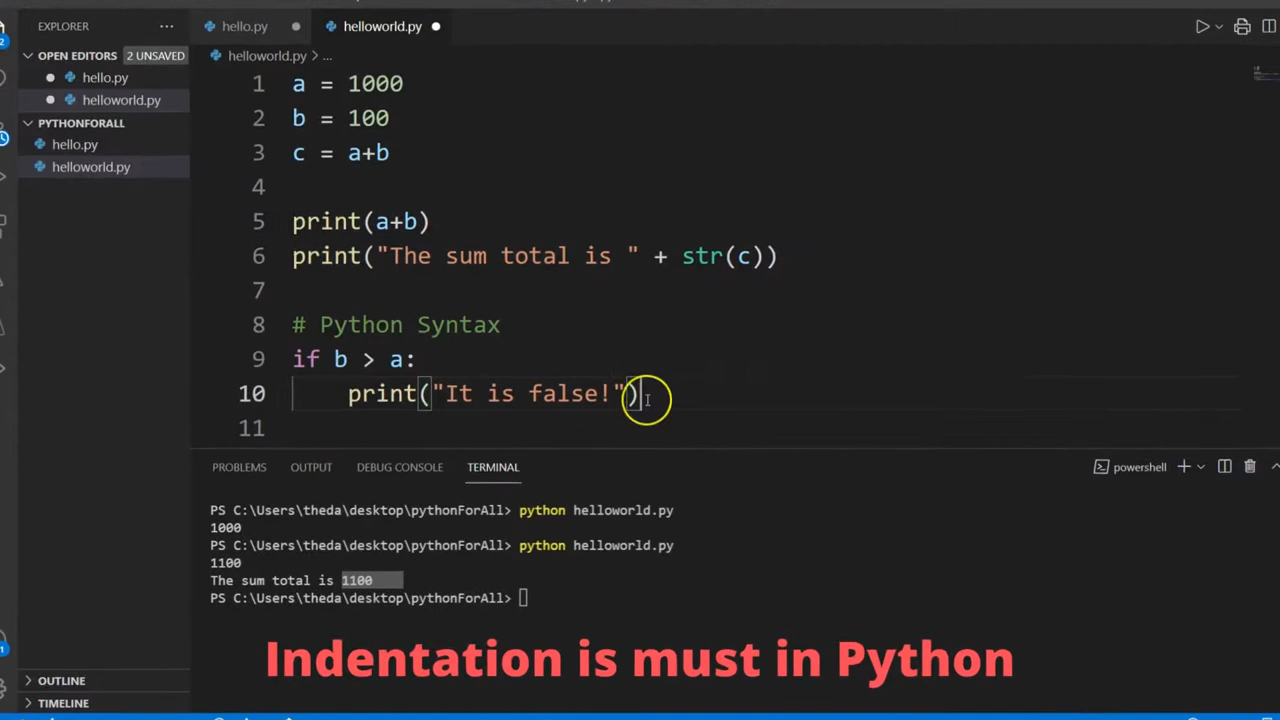 EXPLORER ···
hello.py
helloworld.py
OPEN EDITORS 2 UNSAVED
helloworld.py > ...
hello.py
helloworld.py
PYTHONFORALL
hello.py
helloworld.py
1 a = 1000
2 b = 100
3 c = a+b
4
5 print(a+b)
6 print("The sum total is " + str(c))
7
8 # Python Syntax
9 if b > a:
10 print("It is false!")
11
PROBLEMS OUTPUT DEBUG CONSOLE TERMINAL powershell
PS C:\Users\theda\desktop\pythonForAll> python helloworld.py
1000
PS C:\Users\theda\desktop\pythonForAll> python helloworld.py
1100
The sum total is 1100
PS C:\Users\theda\desktop\pythonForAll>
Indentation is must in Python
OUTLINE
TIMELINE
2
1